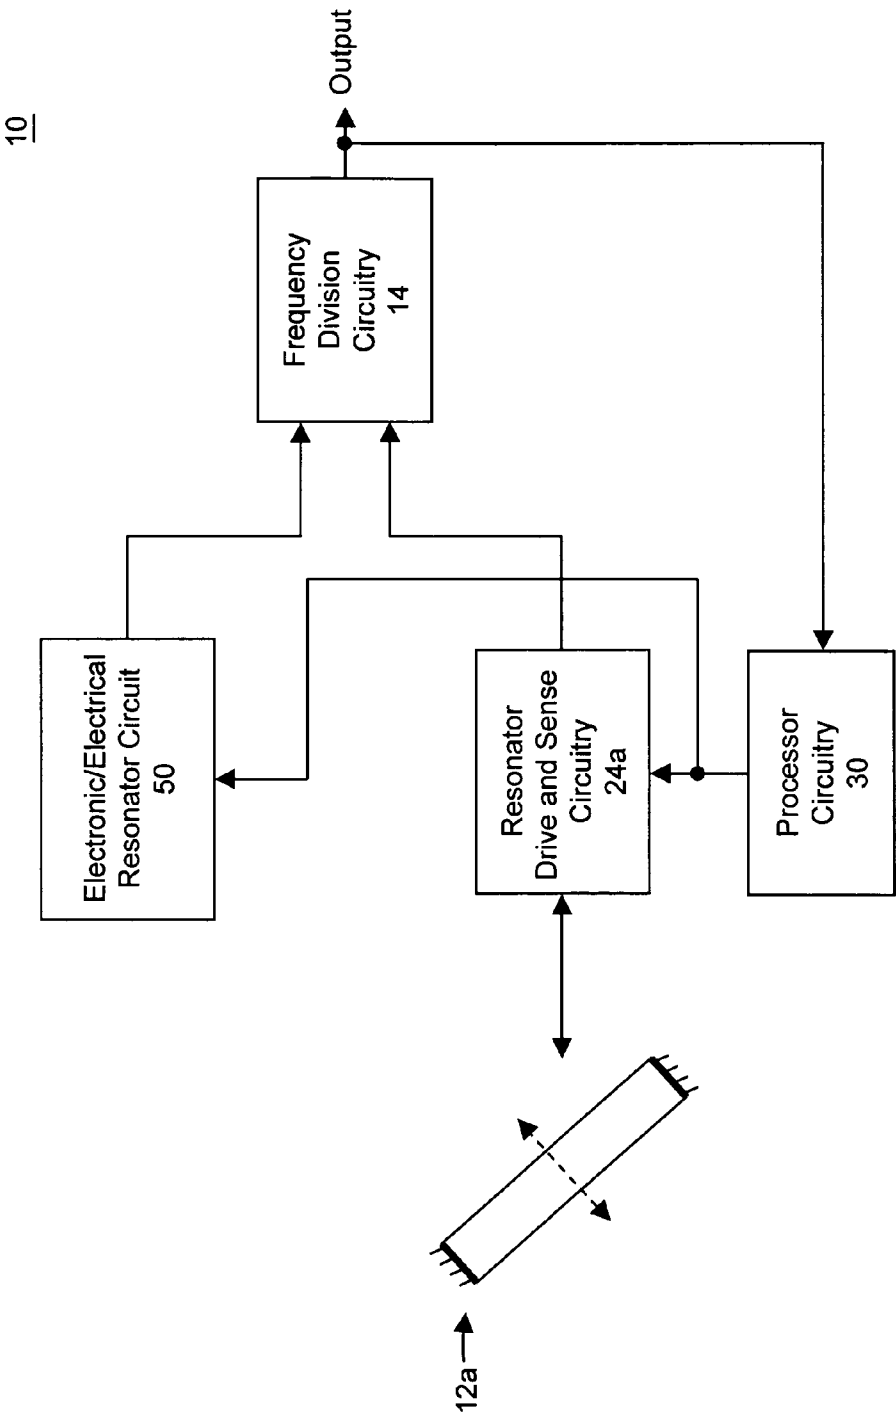 10
Electronic/Electrical
Resonator Circuit
50
Frequency
Division
Circuitry
14
Output
12a
Resonator
Drive and Sense
Circuitry
24a
Processor
Circuitry
30